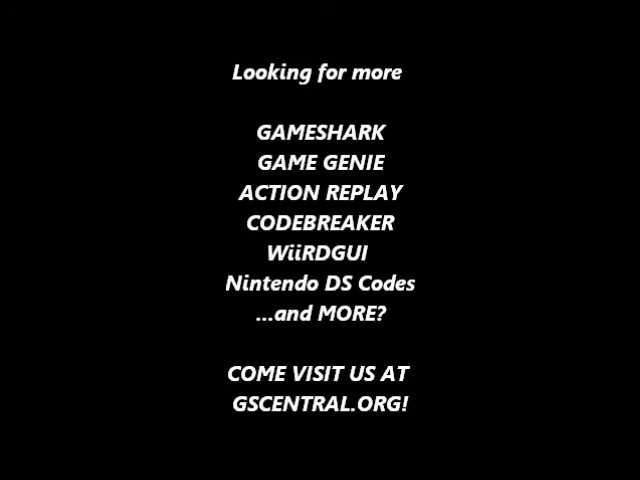 Looking for more
GAMESHARK
GAME GENIE
ACTION REPLAY
CODEBREAKER
WiiRDGUI
Nintendo DS Codes
...and MORE?
COME VISIT US AT
GSCENTRAL.ORG!